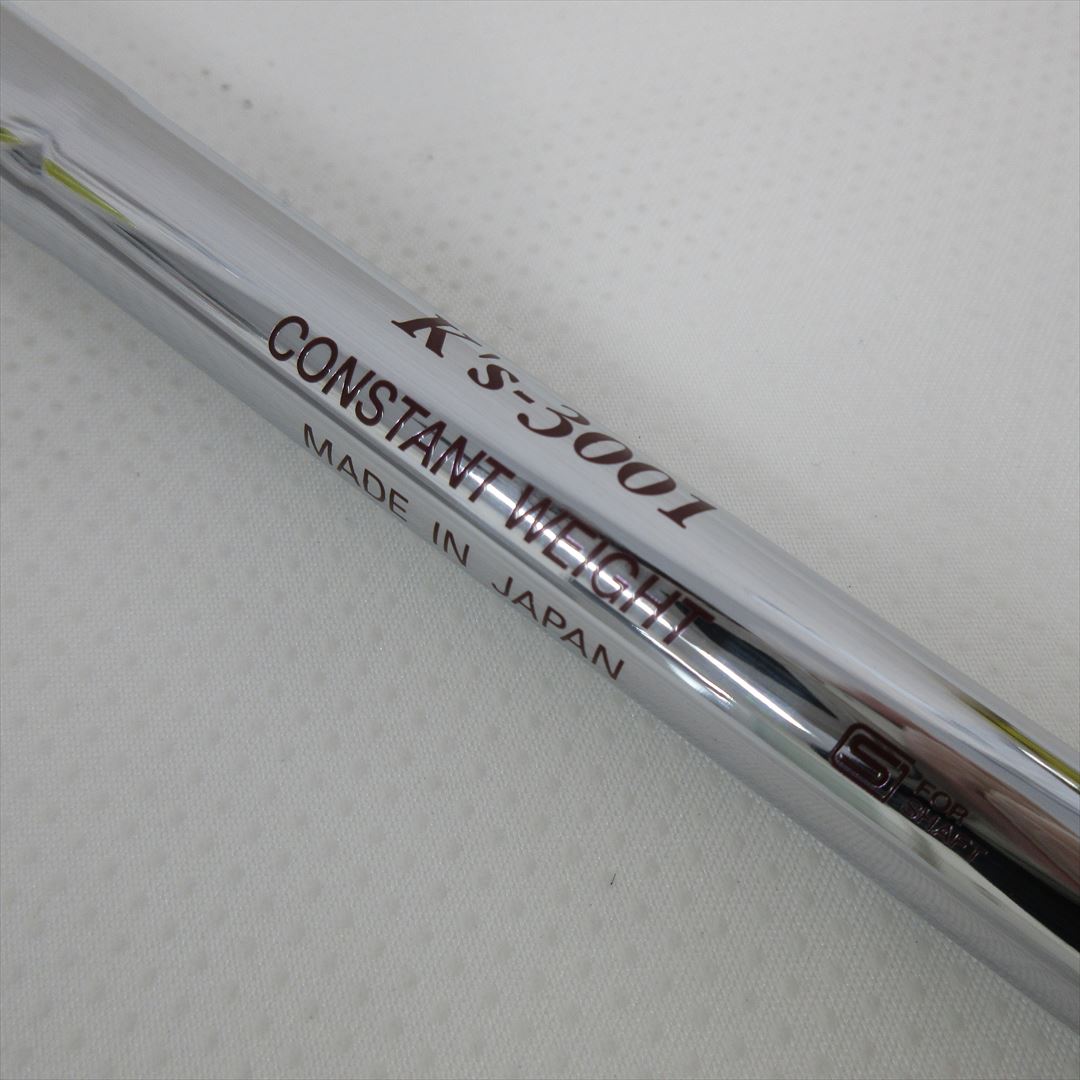 K's-3001
CONSTANT WEIGHT
MADE IN JAPAN
S FOR
SHAFT